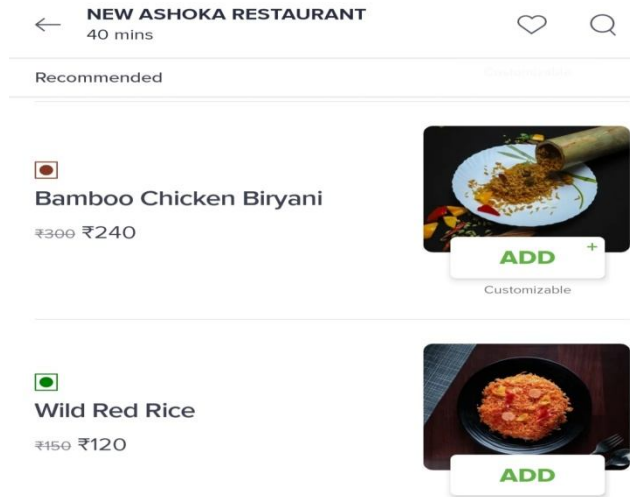 NEW ASHOKA RESTAURANT
40 mins
Recommended
Customizable
Bamboo Chicken Biryani
₹300 ₹240
ADD +
Customizable
Wild Red Rice
₹150 ₹120
ADD